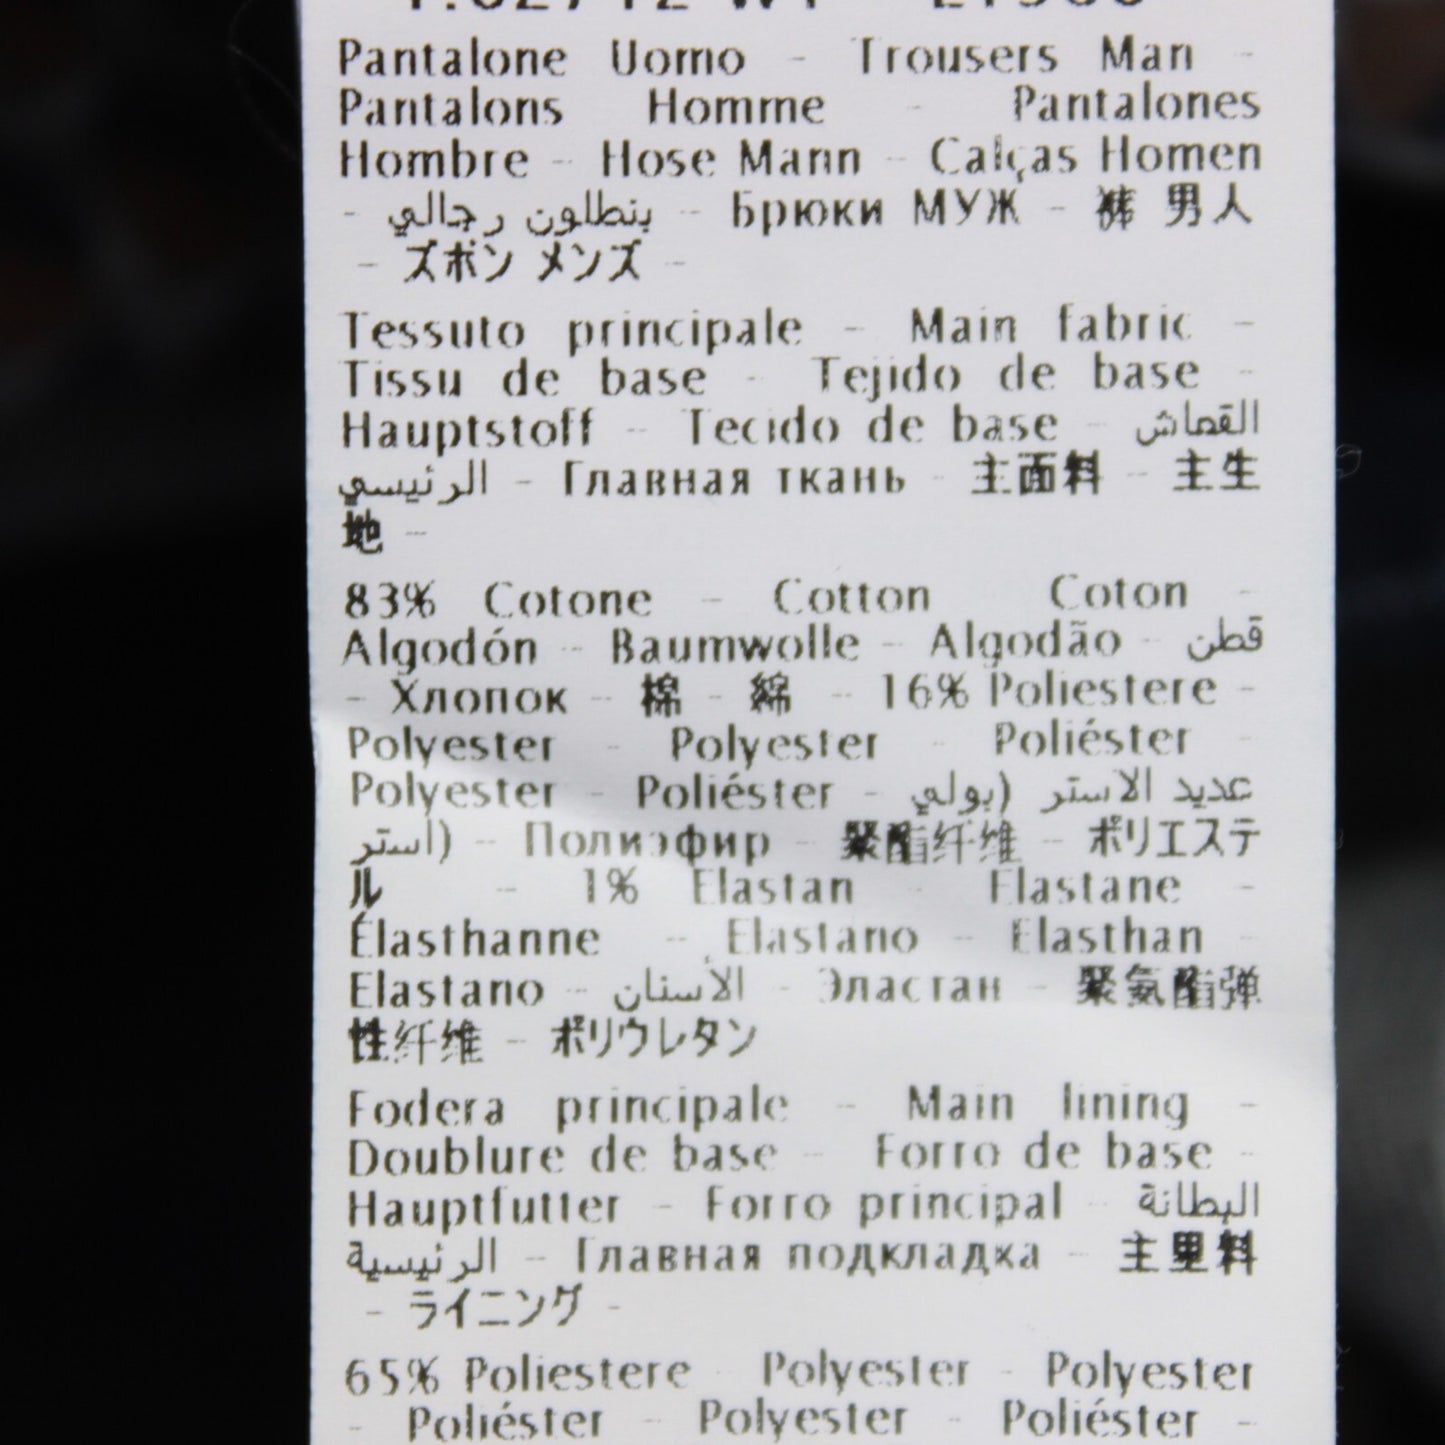 Pantalone Uomo - Trousers Man -
Pantalons Homme - Pantalones
Hombre - Hose Mann - Calças Homen
- بنطلون رجالي - Брюки МУЖ - 裤 男人
- ズボン メンズ -
Tessuto principale - Main fabric -
Tissu de base - Tejido de base -
Hauptstoff - Tecido de base - القماش
الرئيسي - Главная ткань - 主面料 - 主生
地 -
83% Cotone - Cotton Coton -
Algodón - Baumwolle - Algodão - قطن
- Хлопок - 棉 - 綿 - 16% Poliestere -
Polyester - Polyester - Poliéster -
Polyester - Poliéster - عديد الاستر (بولي
استر) - Полиэфир - 聚酯纤维 - ポリエステ
ル - 1% Elastan - Elastane -
Élasthanne - Elastano - Elasthan -
Elastano - الاسنان - Эластан - 聚氨酯弹
性纤维 - ポリウレタン
Fodera principale - Main lining -
Doublure de base - Forro de base -
Hauptfutter - Forro principal - البطانة
الرئيسية - Главная подкладка - 主里料
- ライニング -
65% Poliestere - Polyester - Polyester
- Poliéster - Polyester - Poliéster -